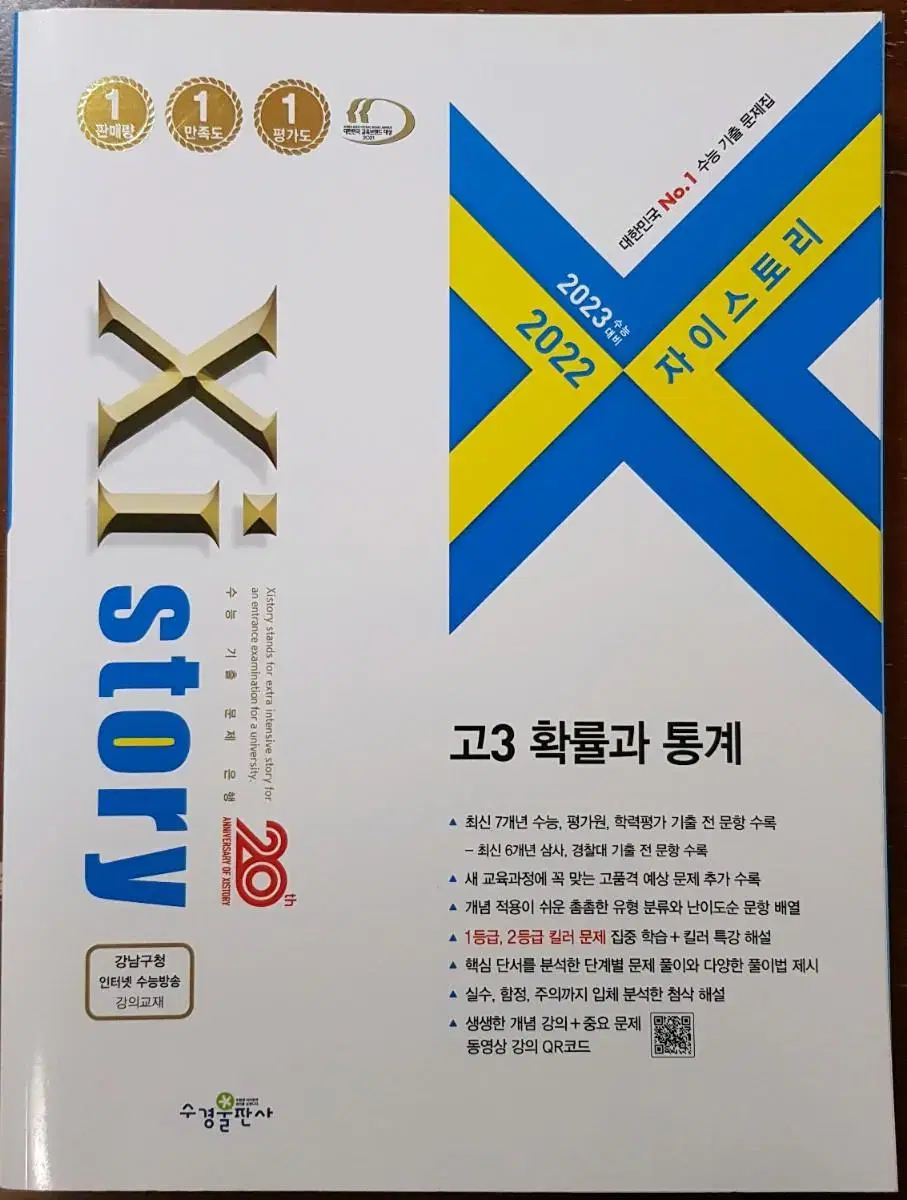 1
판매량
1
만족도
1
평가도
대한민국 교육브랜드 대상
2021
대한민국 No.1 수능 기출 문제집
2023 수능 대비
2022 자이스토리
Xi story
Xistory stands for extra intensive story for
an entrance examination for a university.
수능 기출 문제 은행
20th
ANNIVERSARY OF XISTORY
고3 확률과 통계
▲ 최신 7개년 수능, 평가원, 학력평가 기출 전 문항 수록
– 최신 6개년 삼사, 경찰대 기출 전 문항 수록
▲ 새 교육과정에 꼭 맞는 고품격 예상 문제 추가 수록
▲ 개념 적용이 쉬운 촘촘한 유형 분류와 난이도순 문항 배열
▲ 1등급, 2등급 킬러 문제 집중 학습+킬러 특강 해설
▲ 핵심 단서를 분석한 단계별 문제 풀이와 다양한 풀이법 제시
▲ 실수, 함정, 주의까지 입체 분석한 첨삭 해설
▲ 생생한 개념 강의+중요 문제
동영상 강의 QR코드
강남구청
인터넷 수능방송
강의교재
수경출판사